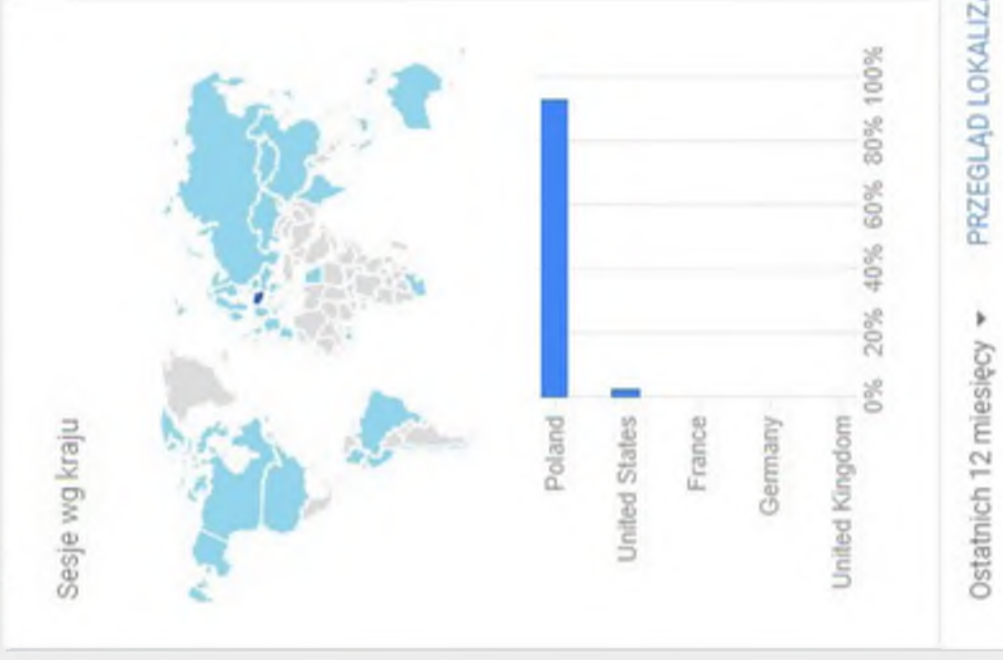 Sesje wg kraju
Poland
United States
France
Germany
United Kingdom
0% 20% 40% 60% 80% 100%
Ostatnich 12 miesięcy PRZEGLĄD